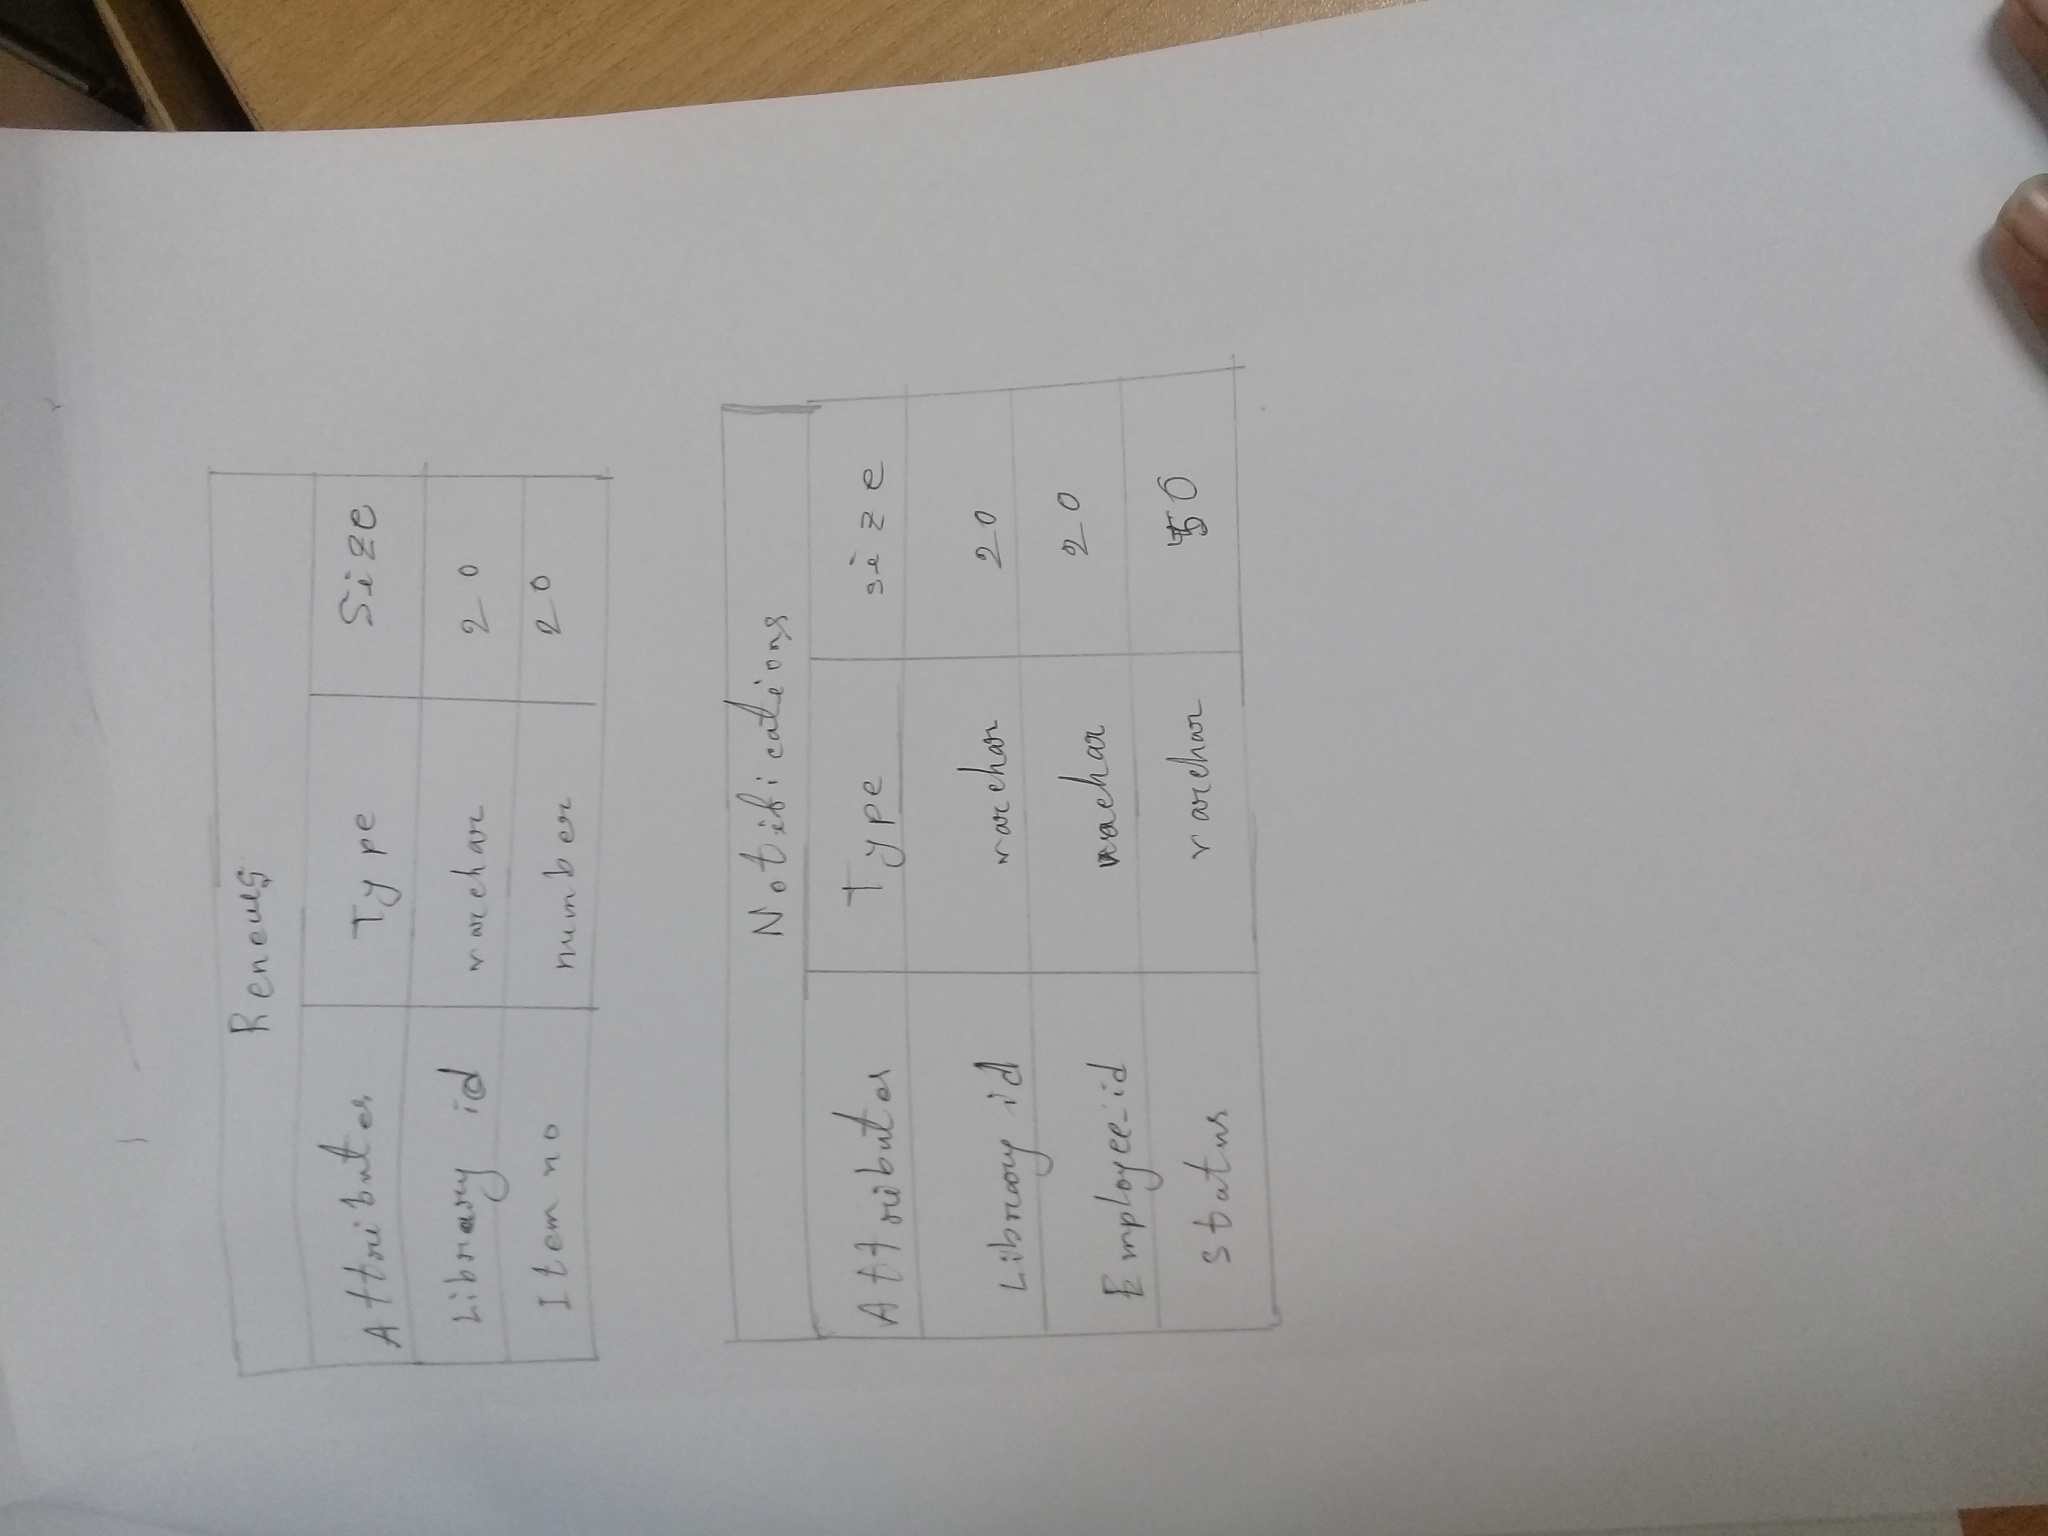 Renews
Attributes Type Size
Library id varchar 20
Item no number 20
Notifications
Attributes Type size
Library id varchar 20
Employee-id vachar 20
status varchar 50